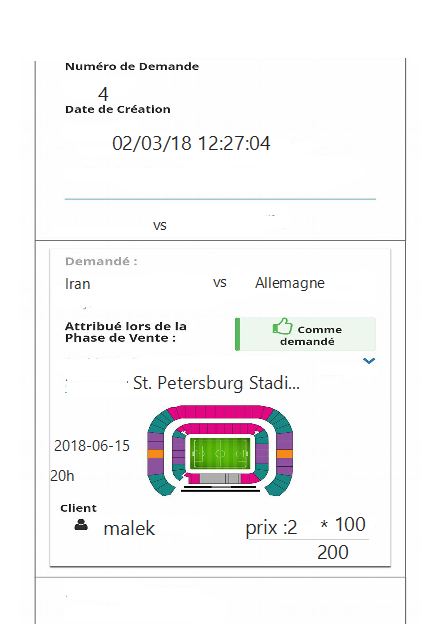 Numéro de Demande
4
Date de Création
02/03/18 12:27:04
vs
Demandé :
Iran vs Allemagne
Attribué lors de la
Phase de Vente :
Comme
demandé
St. Petersburg Stadi...
2018-06-15
20h
Client
malek prix :2 * 100
200